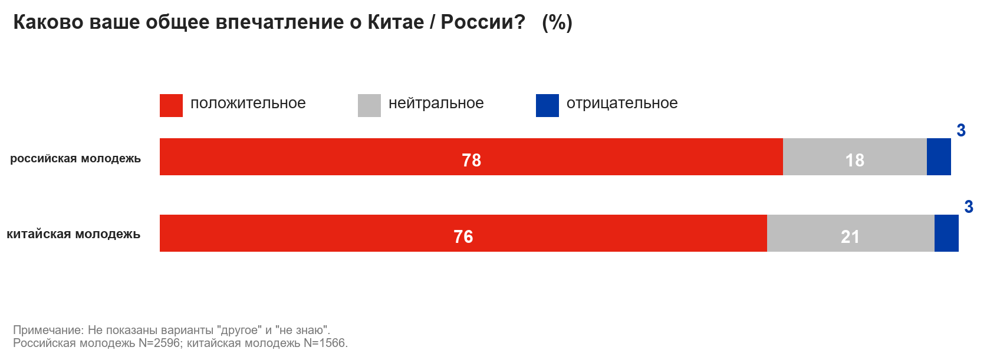 Каково ваше общее впечатление о Китае / России? (%)
положительное нейтральное отрицательное
3
российская молодежь 78 18
3
китайская молодежь 76 21
Примечание: Не показаны варианты "другое" и "не знаю".
Российская молодежь N=2596; китайская молодежь N=1566.